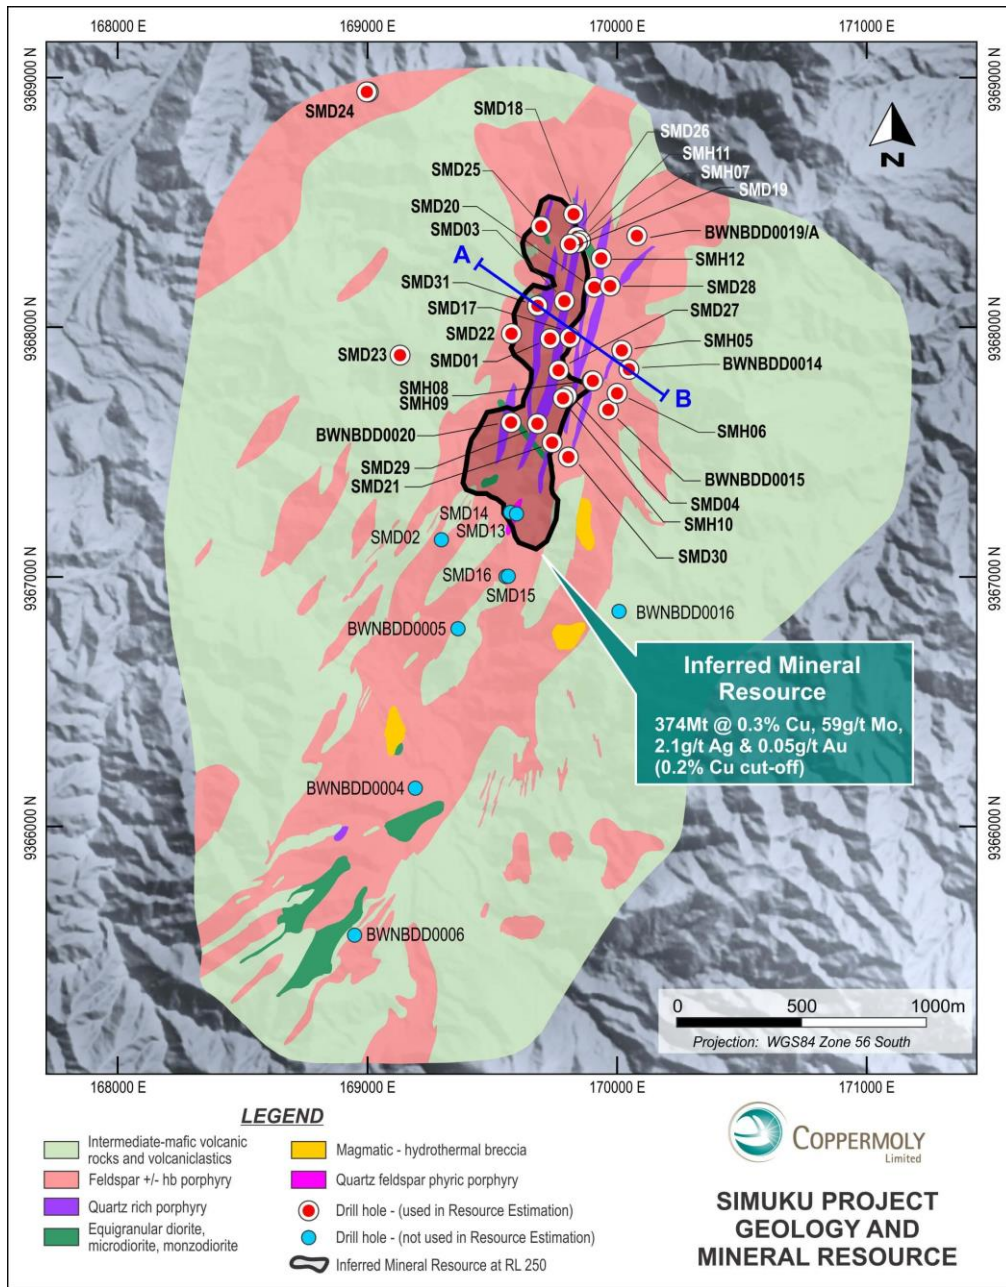 168000 E
169000 E
170000 E
171000 E
9369000 N
9369000 N
SMD24
SMD18
SMD26
SMH11
SMH07
SMD19
SMD25
N
SMD20
SMD03
BWNBDD0019/A
A
SMH12
SMD31
SMD28
SMD17
SMD27
9368000 N
9368000 N
SMD22
SMD23
SMD01
SMH05
SMH08
BWNBDD0014
SMH09
B
BWNBDD0020
SMH06
SMD29
SMD21
BWNBDD0015
SMD04
SMD14
SMH10
SMD13
SMD02
SMD30
SMD16
9367000 N
9367000 N
SMD15
BWNBDD0016
BWNBDD0005
Inferred Mineral
Resource
374Mt @ 0.3% Cu, 59g/t Mo,
2.1g/t Ag & 0.05g/t Au
(0.2% Cu cut-off)
BWNBDD0004
9366000 N
9366000 N
BWNBDD0006
0 500 1000m
Projection: WGS84 Zone 56 South
168000 E
169000 E
170000 E
171000 E
LEGEND
Intermediate-mafic volcanic
rocks and volcaniclastics
Feldspar +/- hb porphyry
Quartz rich porphyry
Equigranular diorite,
microdiorite, monzodiorite
Magmatic - hydrothermal breccia
Quartz feldspar phyric porphyry
Drill hole - (used in Resource Estimation)
Drill hole - (not used in Resource Estimation)
Inferred Mineral Resource at RL 250
COPPERMOLY
Limited
SIMUKU PROJECT
GEOLOGY AND
MINERAL RESOURCE